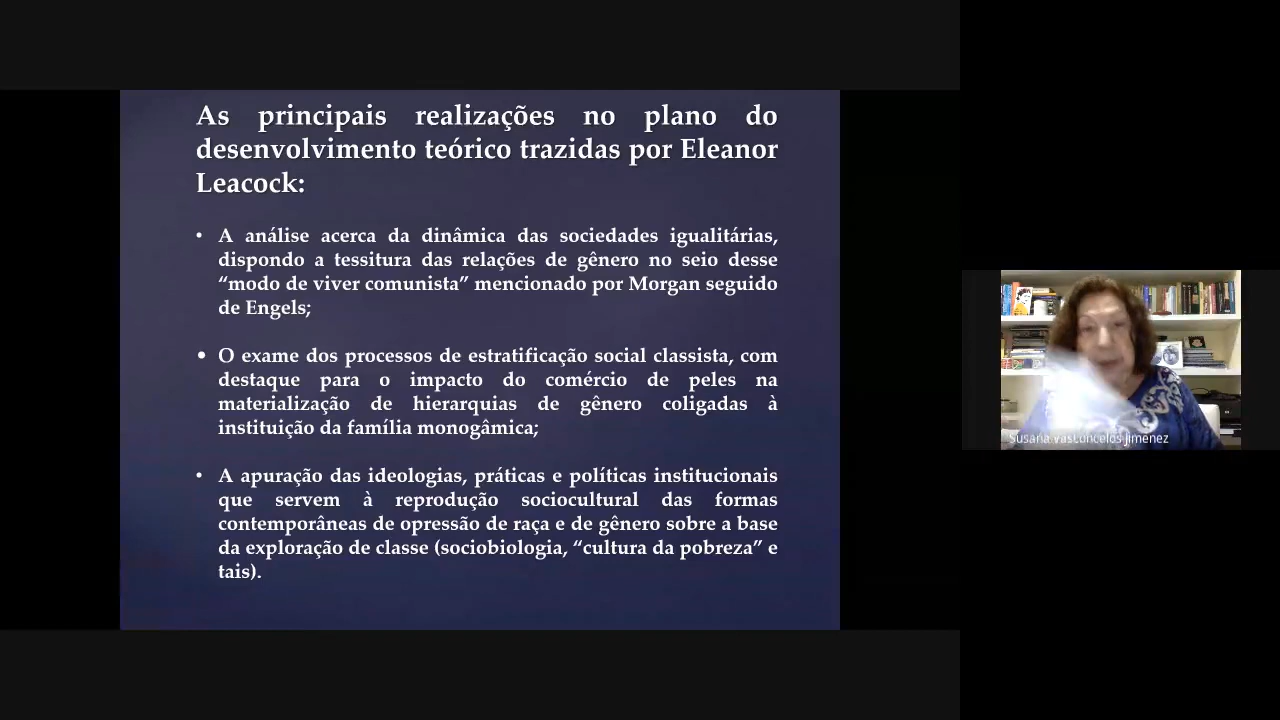 As principais realizações no plano do
desenvolvimento teórico trazidas por Eleanor
Leacock:
• A análise acerca da dinâmica das sociedades igualitárias,
dispondo a tessitura das relações de gênero no seio desse
“modo de viver comunista” mencionado por Morgan seguido
de Engels;
• O exame dos processos de estratificação social classista, com
destaque para o impacto do comércio de peles na
materialização de hierarquias de gênero coligadas à
instituição da família monogâmica;
• A apuração das ideologias, práticas e políticas institucionais
que servem à reprodução sociocultural das formas
contemporâneas de opressão de raça e de gênero sobre a base
da exploração de classe (sociobiologia, “cultura da pobreza” e
tais).
Susana Vasconcelos Jimenez